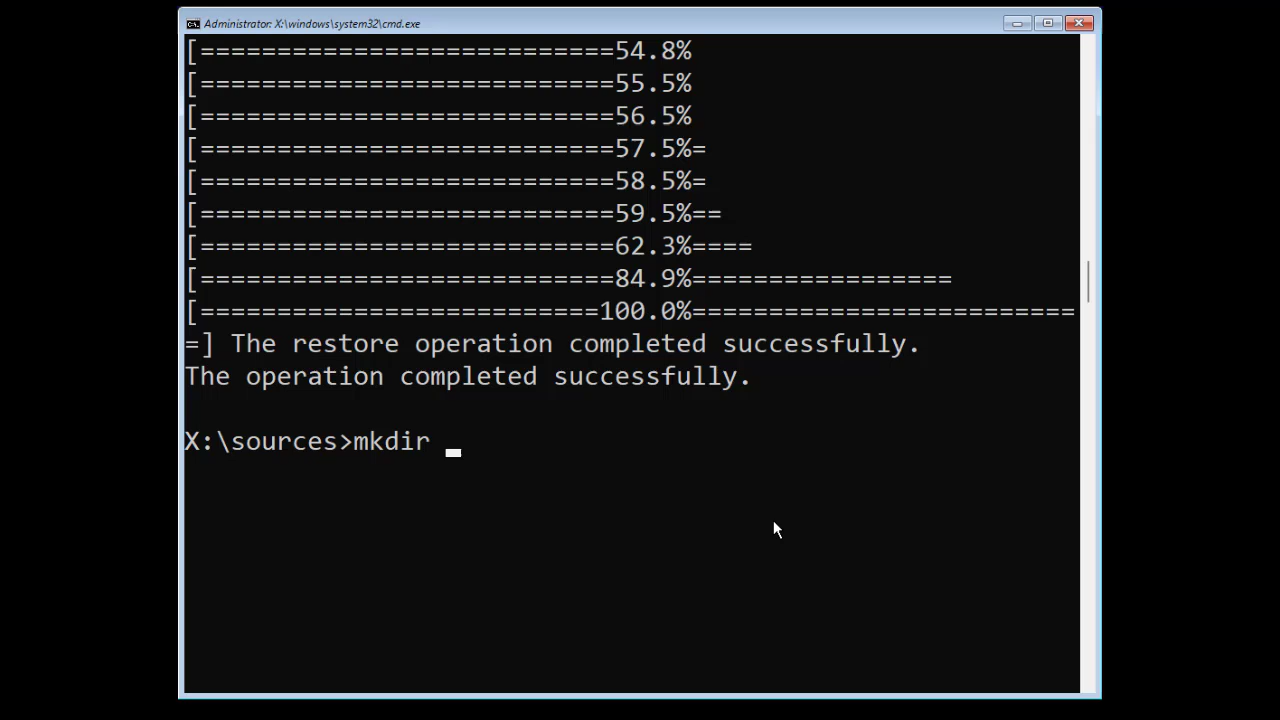 Administrator: X:\windows\system32\cmd.exe
[===========================54.8%
[===========================55.5%
[===========================56.5%
[===========================57.5%=
[===========================58.5%=
[===========================59.5%==
[===========================62.3%====
[===========================84.9%=================
[==========================100.0%=========================
=] The restore operation completed successfully.
The operation completed successfully.
X:\sources>mkdir _